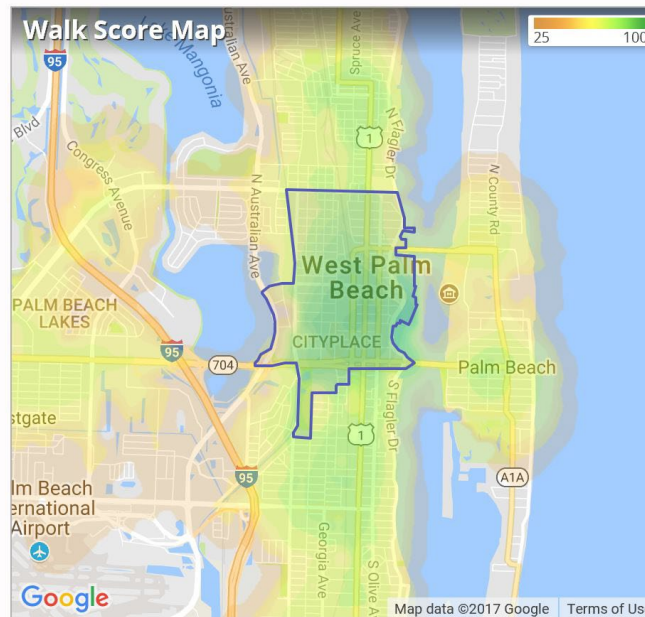 Walk Score Map
25
100
95
Mangonia
Blvd
Congress Avenue
Australian Ave
N Australian Ave
Spruce Ave
1
N Flagler Dr
N County Rd
West Palm
Beach
PALM BEACH
LAKES
CITYPLACE
95
704
Palm Beach
stgate
S Flagler Dr
1
95
A1A
lm Beach
ernational
Airport
Georgia Ave
S Olive A
Google
Map data ©2017 Google
Terms of Us